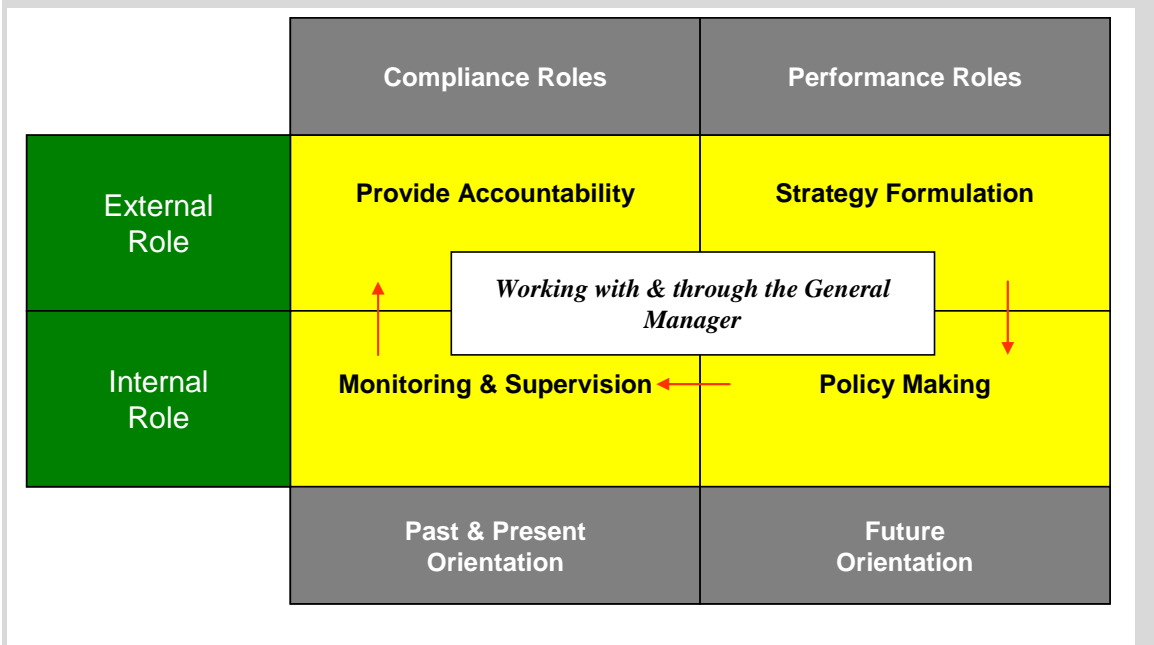 Compliance Roles
Performance Roles
External
Role
Provide Accountability
Strategy Formulation
Working with & through the General
Manager
Internal
Role
Monitoring & Supervision
Policy Making
Past & Present
Orientation
Future
Orientation